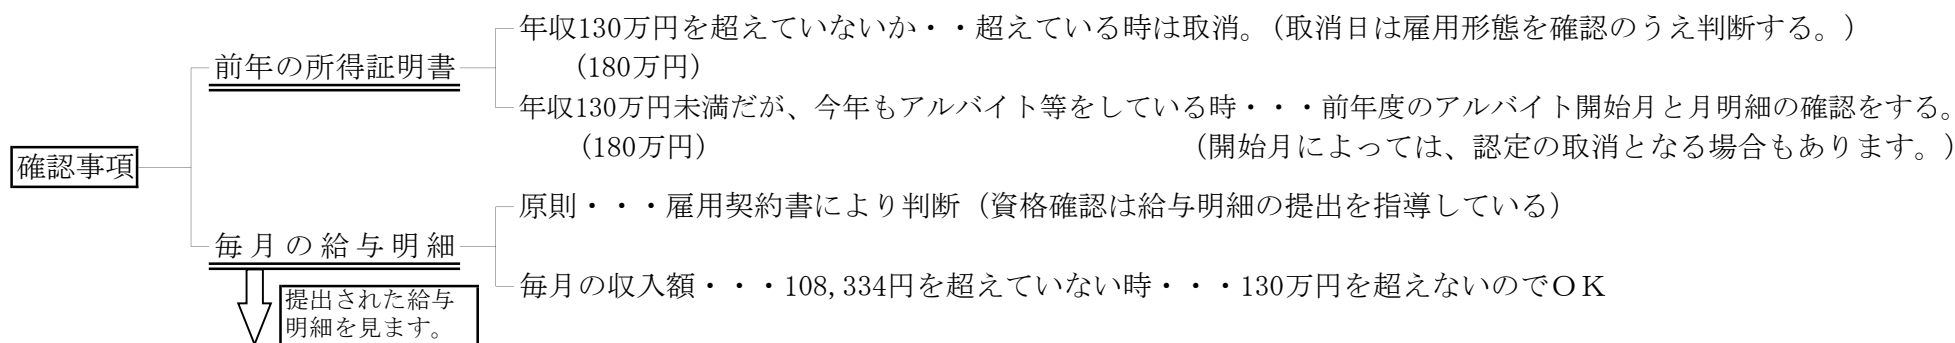 確認事項
前年の所得証明書
年収130万円を超えていないか・・超えている時は取消。(取消日は雇用形態を確認のうえ判断する。)
(180万円)
年収130万円未満だが、今年もアルバイト等をしている時・・・前年度のアルバイト開始月と月明細の確認をする。
(180万円)
(開始月によっては、認定の取消となる場合もあります。)
毎月の給与明細
原則・・・雇用契約書により判断(資格確認は給与明細の提出を指導している)
毎月の収入額・・・108,334円を超えていない時・・・130万円を超えないのでＯＫ
提出された給与
明細を見ます。